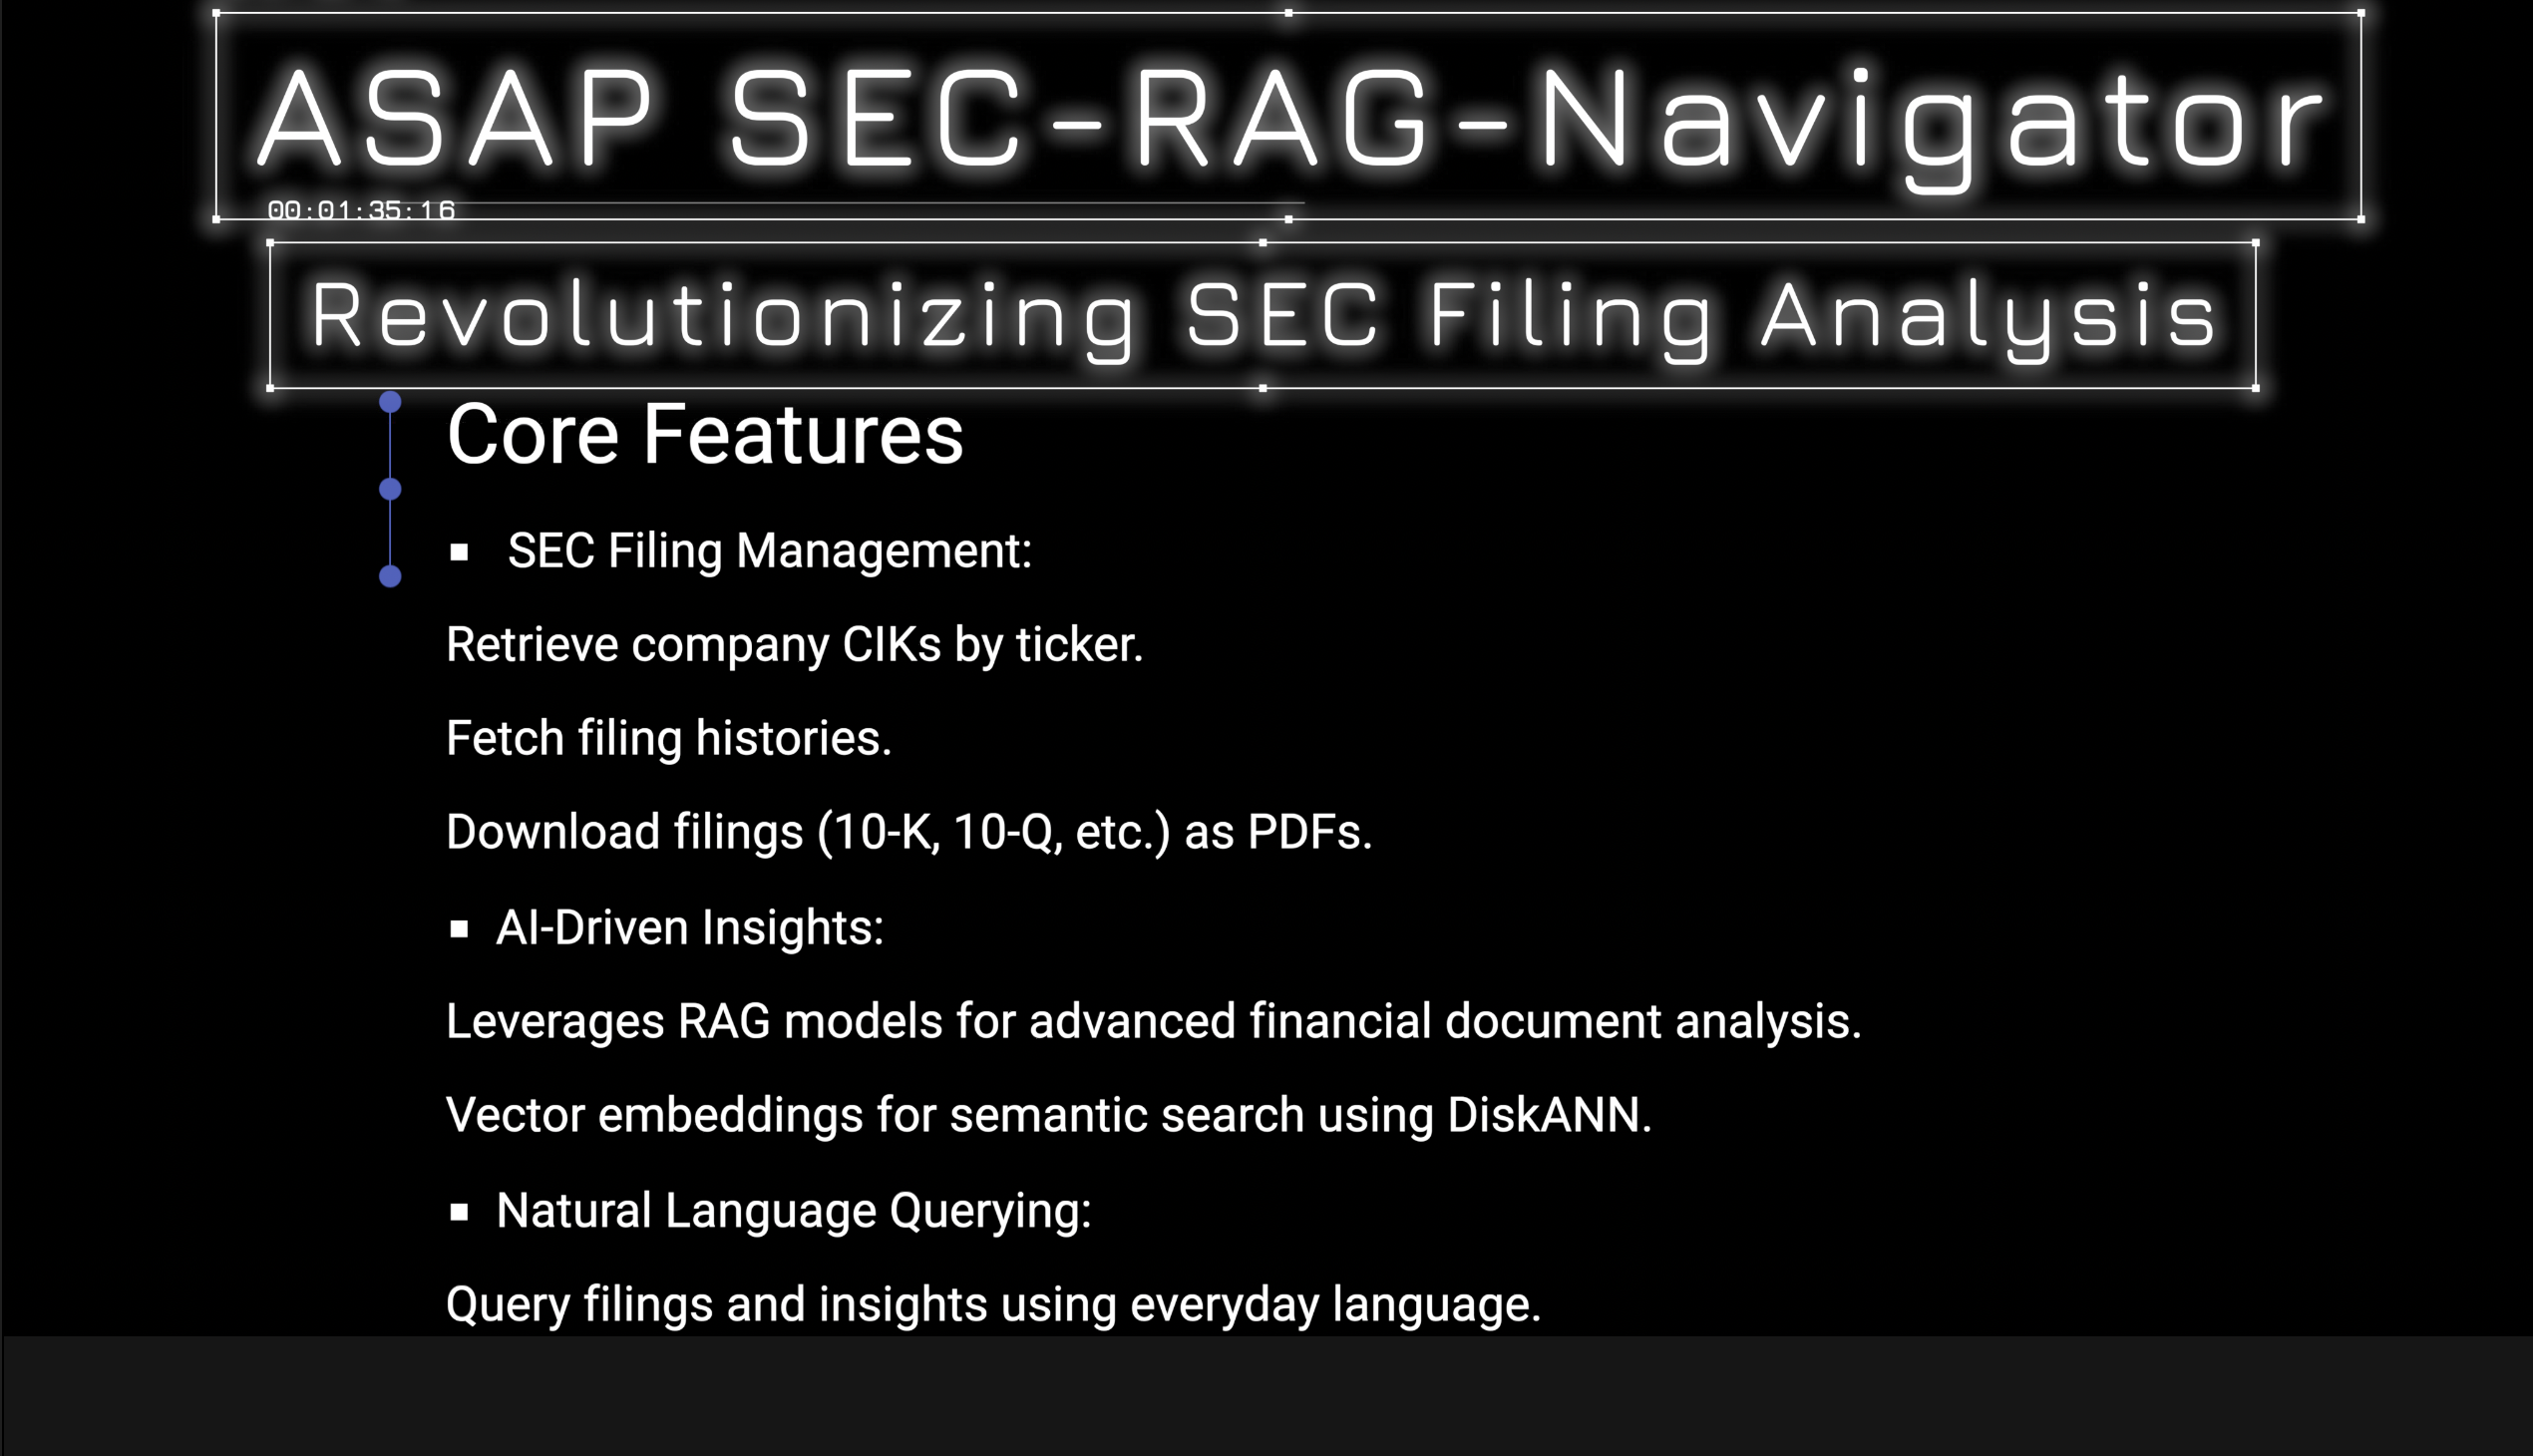 ASAP SEC-RAG-Navigator
00:01:35:16
Revolutionizing SEC Filing Analysis
Core Features
▪ SEC Filing Management:
Retrieve company CIKs by ticker.
Fetch filing histories.
Download filings (10-K, 10-Q, etc.) as PDFs.
▪ AI-Driven Insights:
Leverages RAG models for advanced financial document analysis.
Vector embeddings for semantic search using DiskANN.
▪ Natural Language Querying:
Query filings and insights using everyday language.